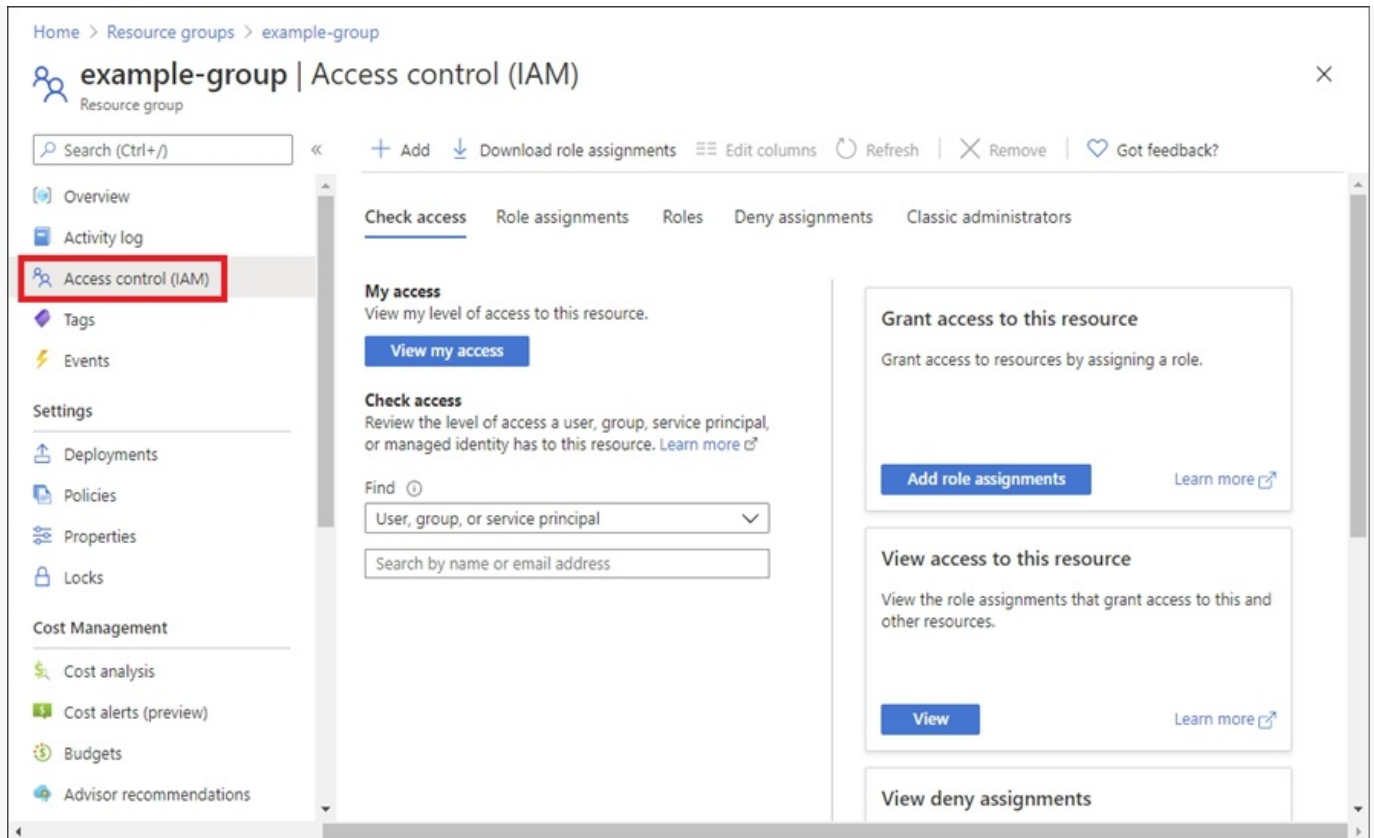 Home > Resource groups > example-group
example-group | Access control (IAM)
Resource group
Search (Ctrl+/)
«
Add
Download role assignments
Edit columns
Refresh
Remove
Got feedback?
Overview
Activity log
Access control (IAM)
Tags
Events
Settings
Deployments
Policies
Properties
Locks
Cost Management
Cost analysis
Cost alerts (preview)
Budgets
Advisor recommendations
Check access
Role assignments
Roles
Deny assignments
Classic administrators
My access
View my level of access to this resource.
View my access
Check access
Review the level of access a user, group, service principal,
or managed identity has to this resource. Learn more
Find
User, group, or service principal
Search by name or email address
Grant access to this resource
Grant access to resources by assigning a role.
Add role assignments
Learn more
View access to this resource
View the role assignments that grant access to this and
other resources.
View
Learn more
View deny assignments